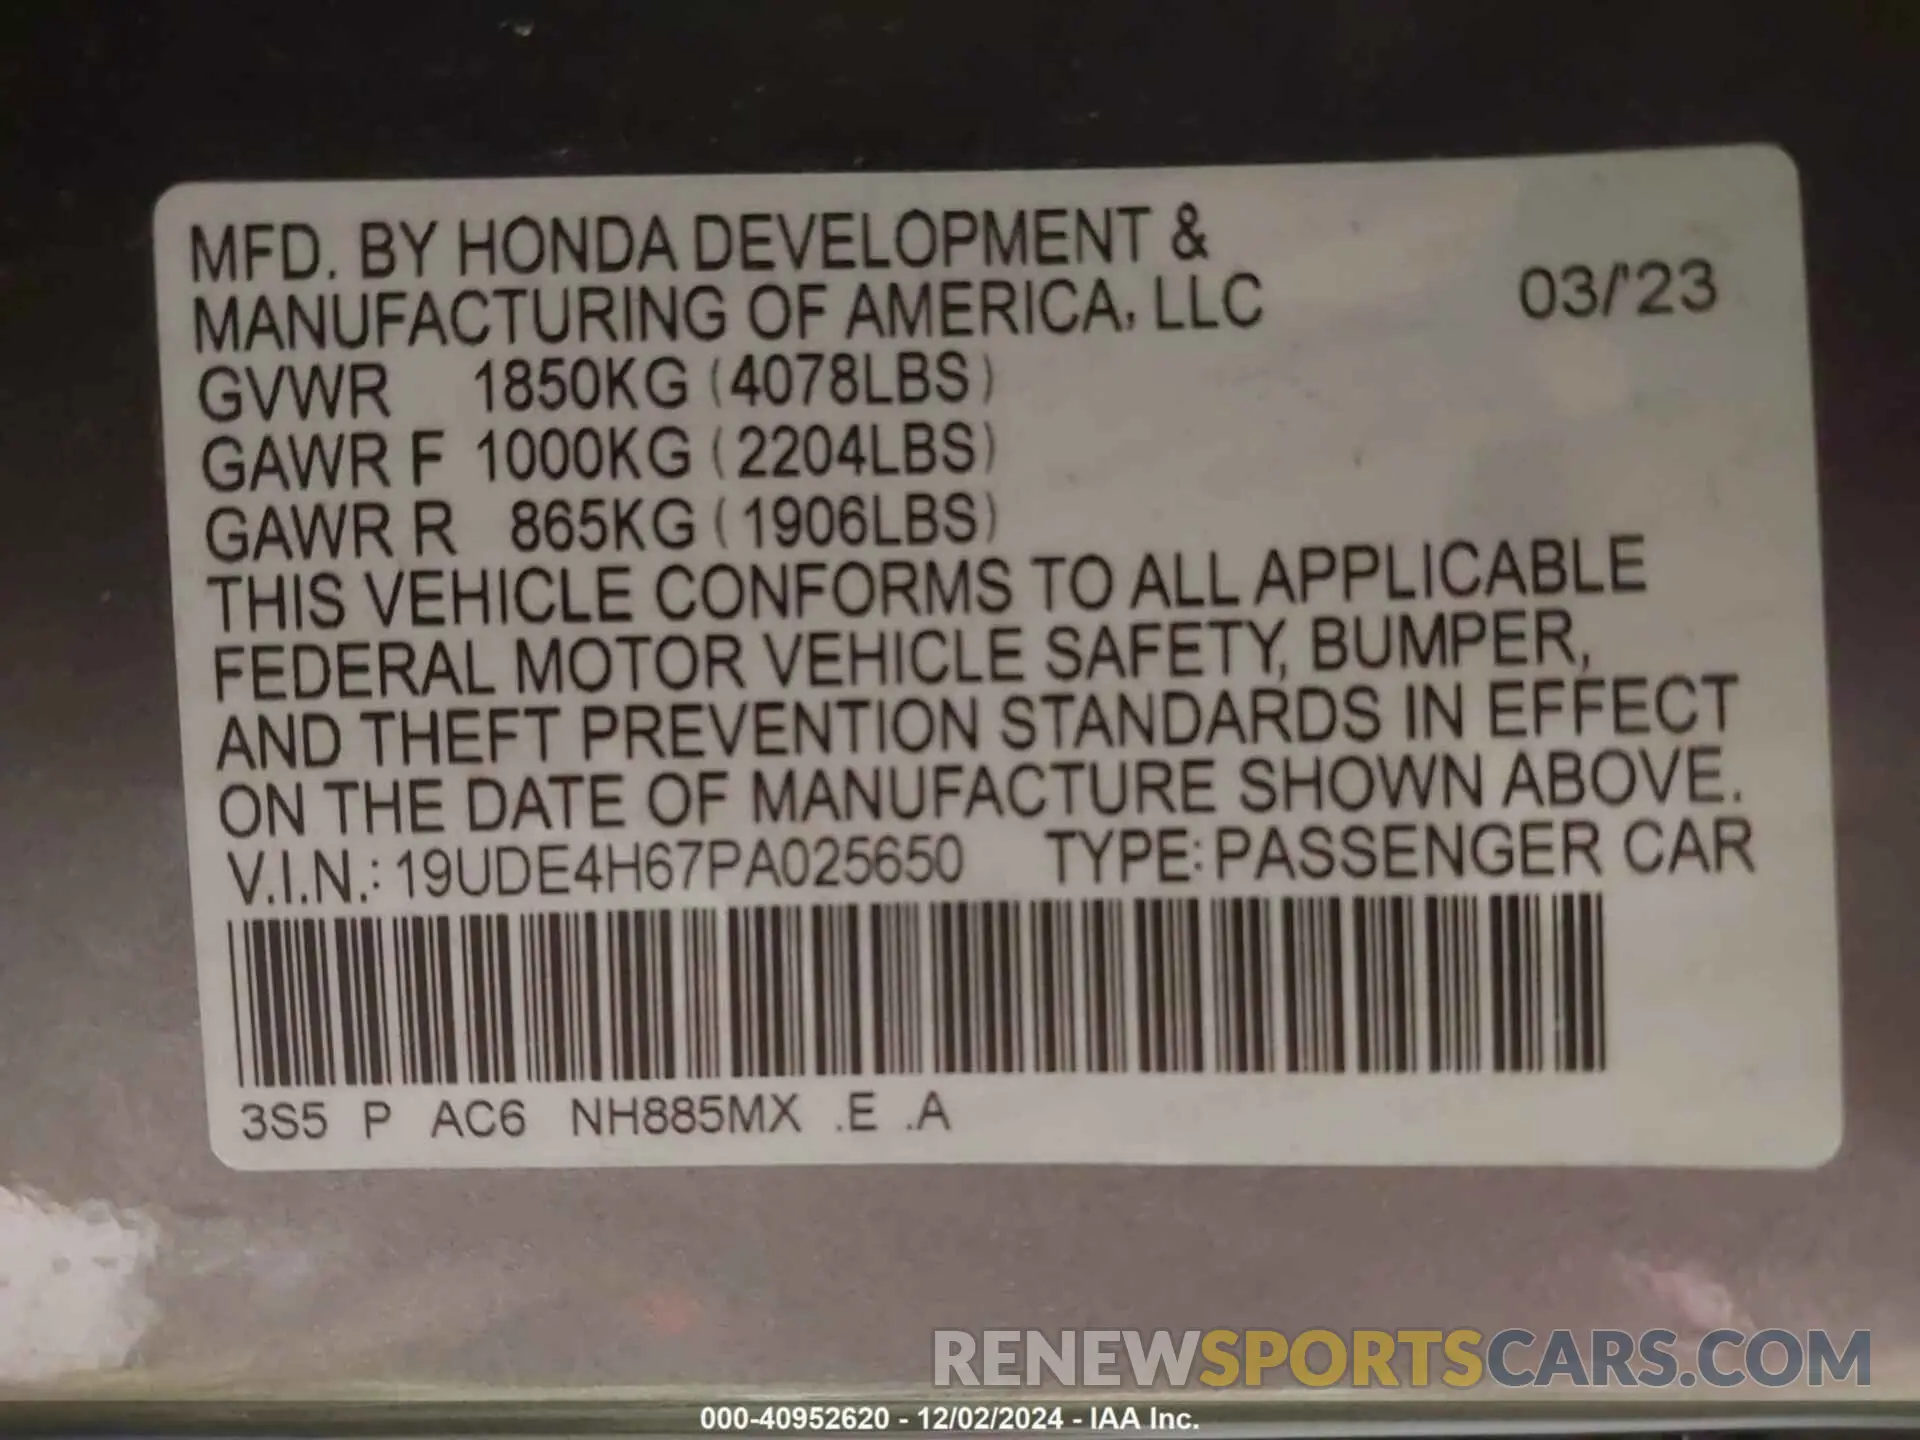 MFD. BY HONDA DEVELOPMENT &
MANUFACTURING OF AMERICA, LLC 03/'23
GVWR 1850KG (4078LBS)
GAWR F 1000KG (2204LBS)
GAWR R 865KG (1906LBS)
THIS VEHICLE CONFORMS TO ALL APPLICABLE
FEDERAL MOTOR VEHICLE SAFETY, BUMPER,
AND THEFT PREVENTION STANDARDS IN EFFECT
ON THE DATE OF MANUFACTURE SHOWN ABOVE.
V.I.N.: 19UDE4H67PA025650 TYPE: PASSENGER CAR
3S5 P AC6 NH885MX .E .A
RENEWSPORTSCARS.COM
000-40952620 - 12/02/2024 - IAA Inc.